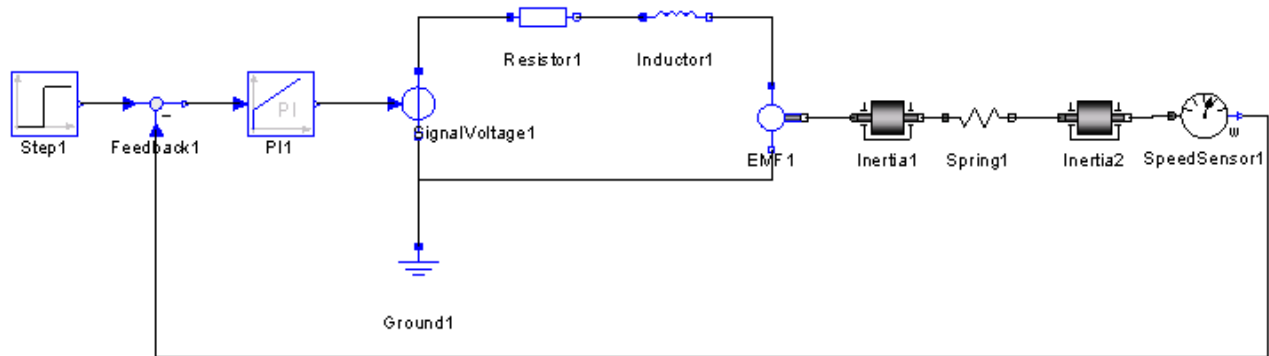 Resistor1
Inductor1
PI
SignalVoltage1
Step1
Feedback1
PI1
EMF1
Inertia1
Spring1
Inertia2
SpeedSensor1
w
Ground1